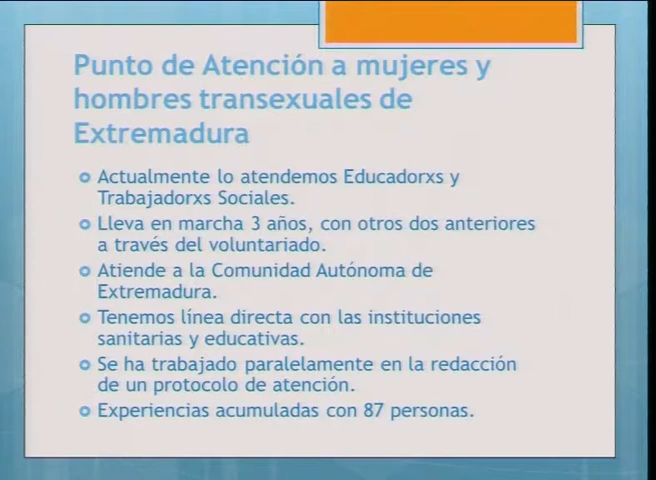 Punto de Atención a mujeres y
hombres transexuales de
Extremadura
Actualmente lo atendemos Educadorxs y
Trabajadorxs Sociales.
Lleva en marcha 3 años, con otros dos anteriores
a través del voluntariado.
Atiende a la Comunidad Autónoma de
Extremadura.
Tenemos línea directa con las instituciones
sanitarias y educativas.
Se ha trabajado paralelamente en la redacción
de un protocolo de atención.
Experiencias acumuladas con 87 personas.